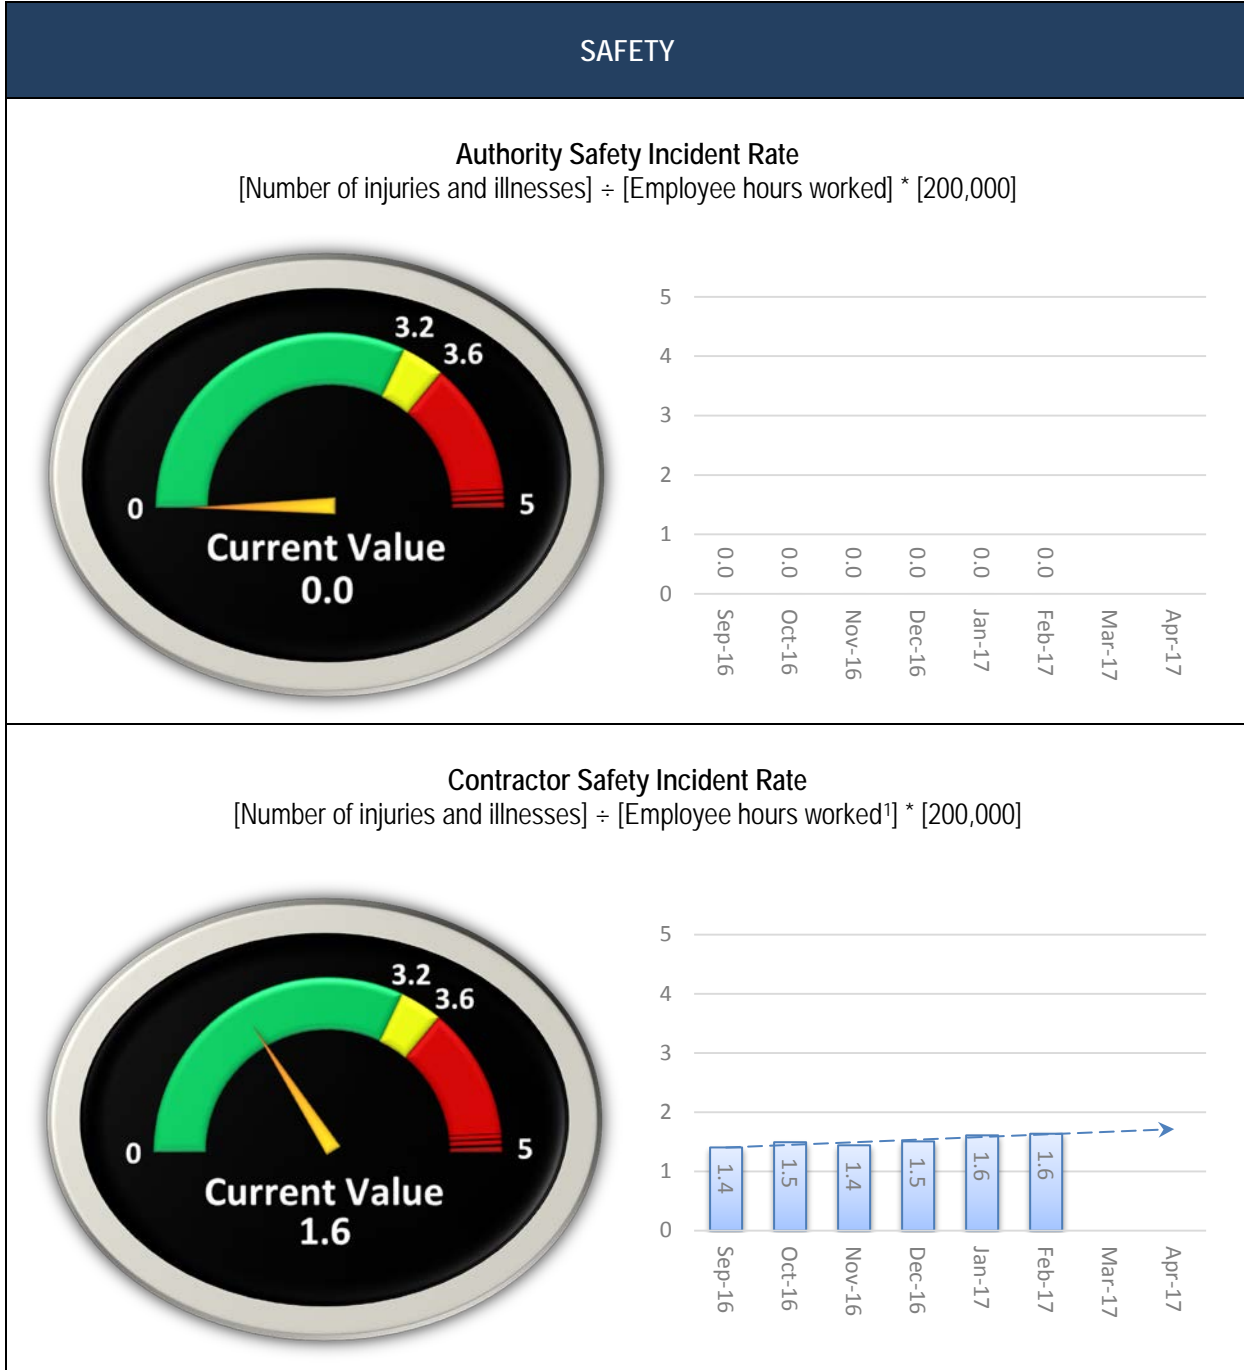 SAFETY
Authority Safety Incident Rate
[Number of injuries and illnesses] ÷ [Employee hours worked] * [200,000]
3.2
3.6
0
5
Current Value
0.0
5
4
3
2
1
0
0.0 0.0 0.0 0.0 0.0 0.0
Sep-16 Oct-16 Nov-16 Dec-16 Jan-17 Feb-17 Mar-17 Apr-17
Contractor Safety Incident Rate
[Number of injuries and illnesses] ÷ [Employee hours worked¹] * [200,000]
3.2
3.6
0
5
Current Value
1.6
5
4
3
2
1
0
1.4 1.5 1.4 1.5 1.6 1.6
Sep-16 Oct-16 Nov-16 Dec-16 Jan-17 Feb-17 Mar-17 Apr-17